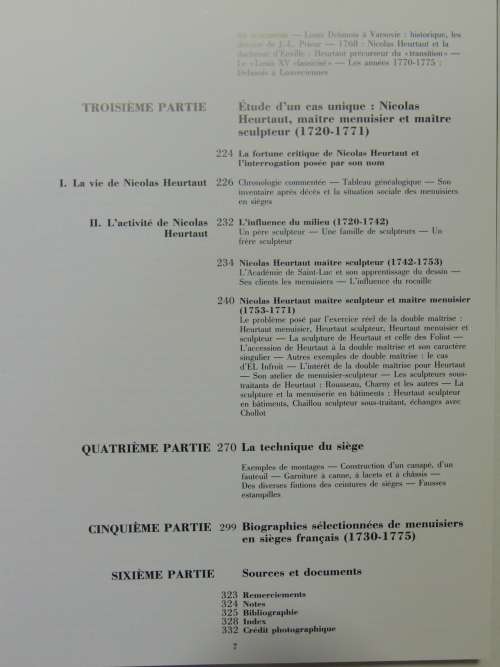 — Louis Delanois à Varsovie : historique, les
dessins de J.-L. Prieur — 1768 : Nicolas Heurtaut et la
duchesse d'Enville : Heurtaut précurseur du « transition » —
Le « Louis XV classicisé » — Les années 1770-1775 :
Delanois à Louveciennes
TROISIÈME PARTIE
Étude d'un cas unique : Nicolas
Heurtaut, maître menuisier et maître
sculpteur (1720-1771)
224 La fortune critique de Nicolas Heurtaut et
l'interrogation posée par son nom
I. La vie de Nicolas Heurtaut 226 Chronologie commentée — Tableau généalogique — Son
inventaire après décès et la situation sociale des menuisiers
en sièges
II. L'activité de Nicolas 232 L'influence du milieu (1720-1742)
Heurtaut Un père sculpteur — Une famille de sculpteurs — Un
frère sculpteur
234 Nicolas Heurtaut maître sculpteur (1742-1753)
L'Académie de Saint-Luc et son apprentissage du dessin —
Ses clients les menuisiers — L'influence du rocaille
240 Nicolas Heurtaut maître sculpteur et maître menuisier
(1753-1771)
Le problème posé par l'exercice réel de la double maîtrise :
Heurtaut menuisier, Heurtaut sculpteur, Heurtaut menuisier et
sculpteur — La sculpture de Heurtaut et celle des Foliot —
L'accession de Heurtaut à la double maîtrise et son caractère
singulier — Autres exemples de double maîtrise : le cas
d'EL Infroit — L'intérêt de la double maîtrise pour Heurtaut
— Son atelier de menuisier-sculpteur — Les sculpteurs sous-
traitants de Heurtaut : Rousseau, Charny et les autres — La
sculpture et la menuiserie en bâtiments : Heurtaut sculpteur
en bâtiments, Chaillou sculpteur sous-traitant, échanges avec
Chollot
QUATRIÈME PARTIE 270 La technique du siège
Exemples de montages — Construction d'un canapé, d'un
fauteuil — Garniture à canne, à lacets et à châssis —
Des diverses finitions des ceintures de sièges — Fausses
estampilles
CINQUIÈME PARTIE 299 Biographies sélectionnées de menuisiers
en sièges français (1730-1775)
SIXIÈME PARTIE Sources et documents
323 Remerciements
324 Notes
325 Bibliographie
328 Index
332 Crédit photographique
7